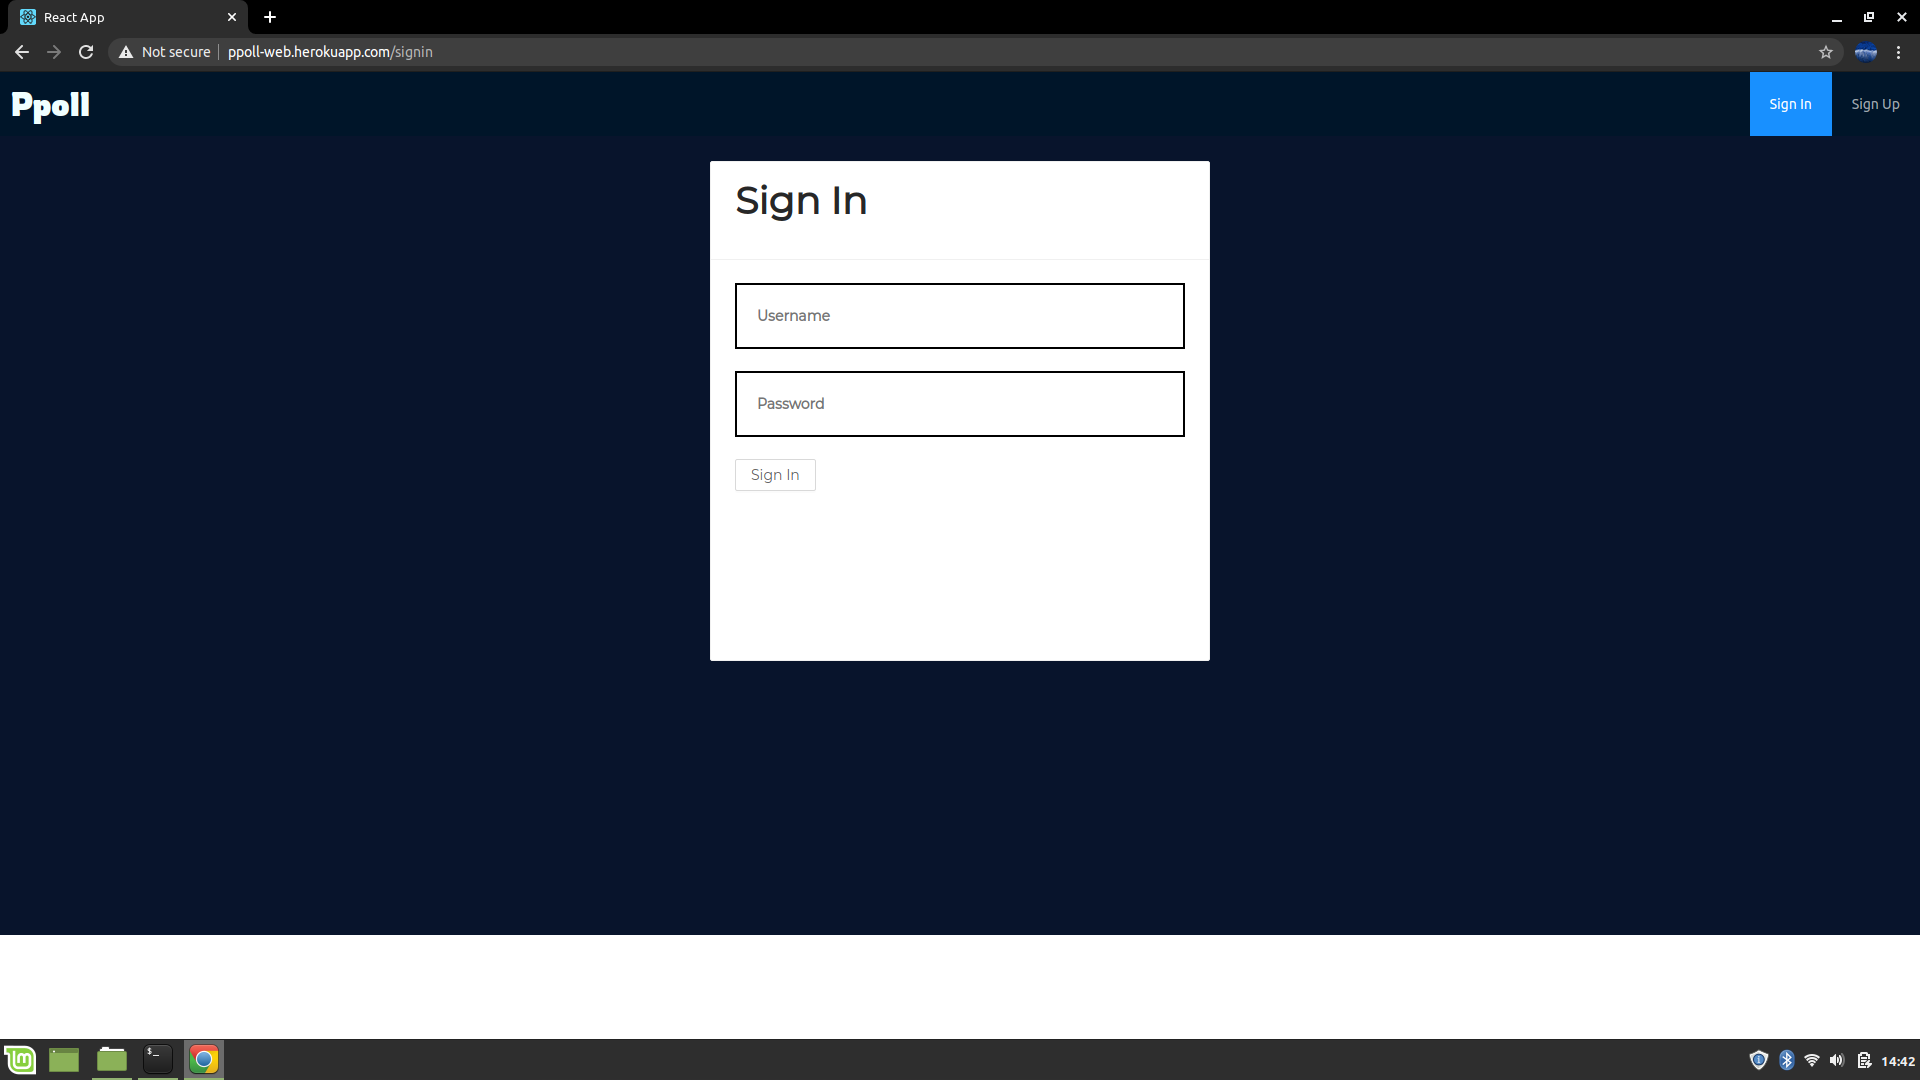 React App
Not secure
ppoll-web.herokuapp.com/signin
Ppoll
Sign In
Sign Up
Sign In
Username
Password
Sign In
$_
14:42